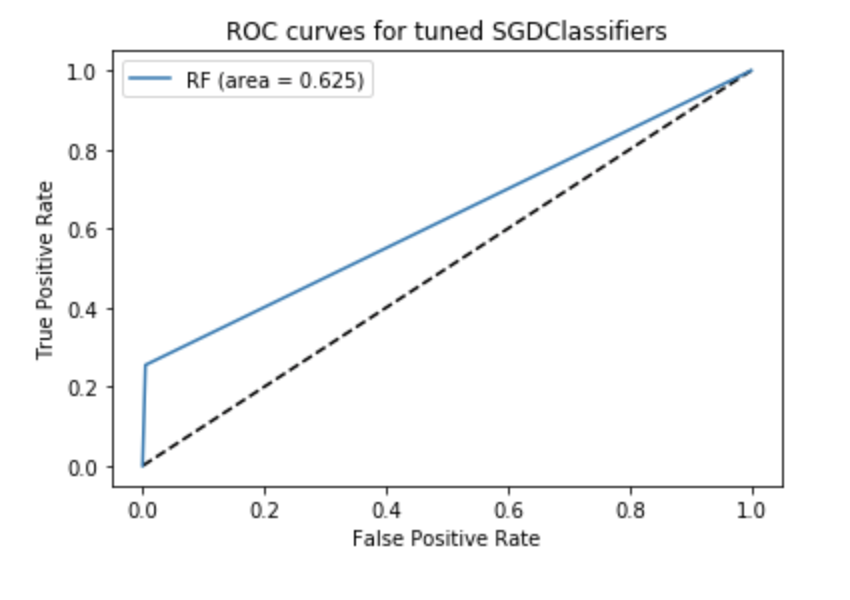 ROC curves for tuned SGDClassifiers
RF (area = 0.625)
True Positive Rate
1.0
0.8
0.6
0.4
0.2
0.0
0.0 0.2 0.4 0.6 0.8 1.0
False Positive Rate